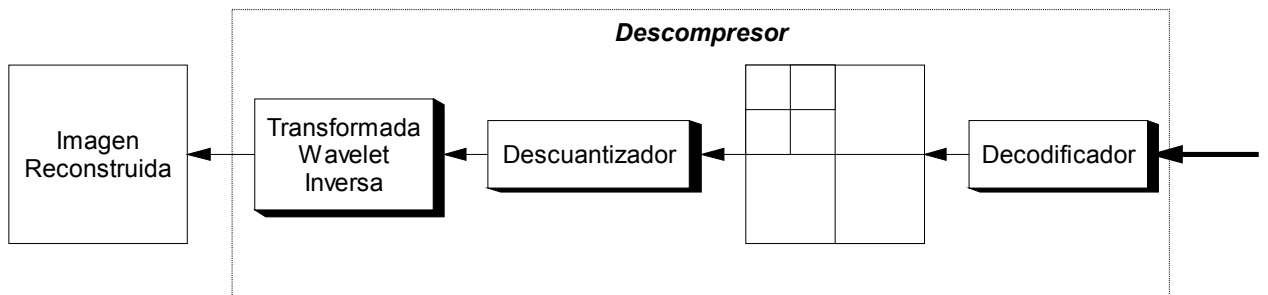 Descompresor
Imagen
Reconstruida
Transformada
Wavelet
Inversa
Descuantizador
Decodificador